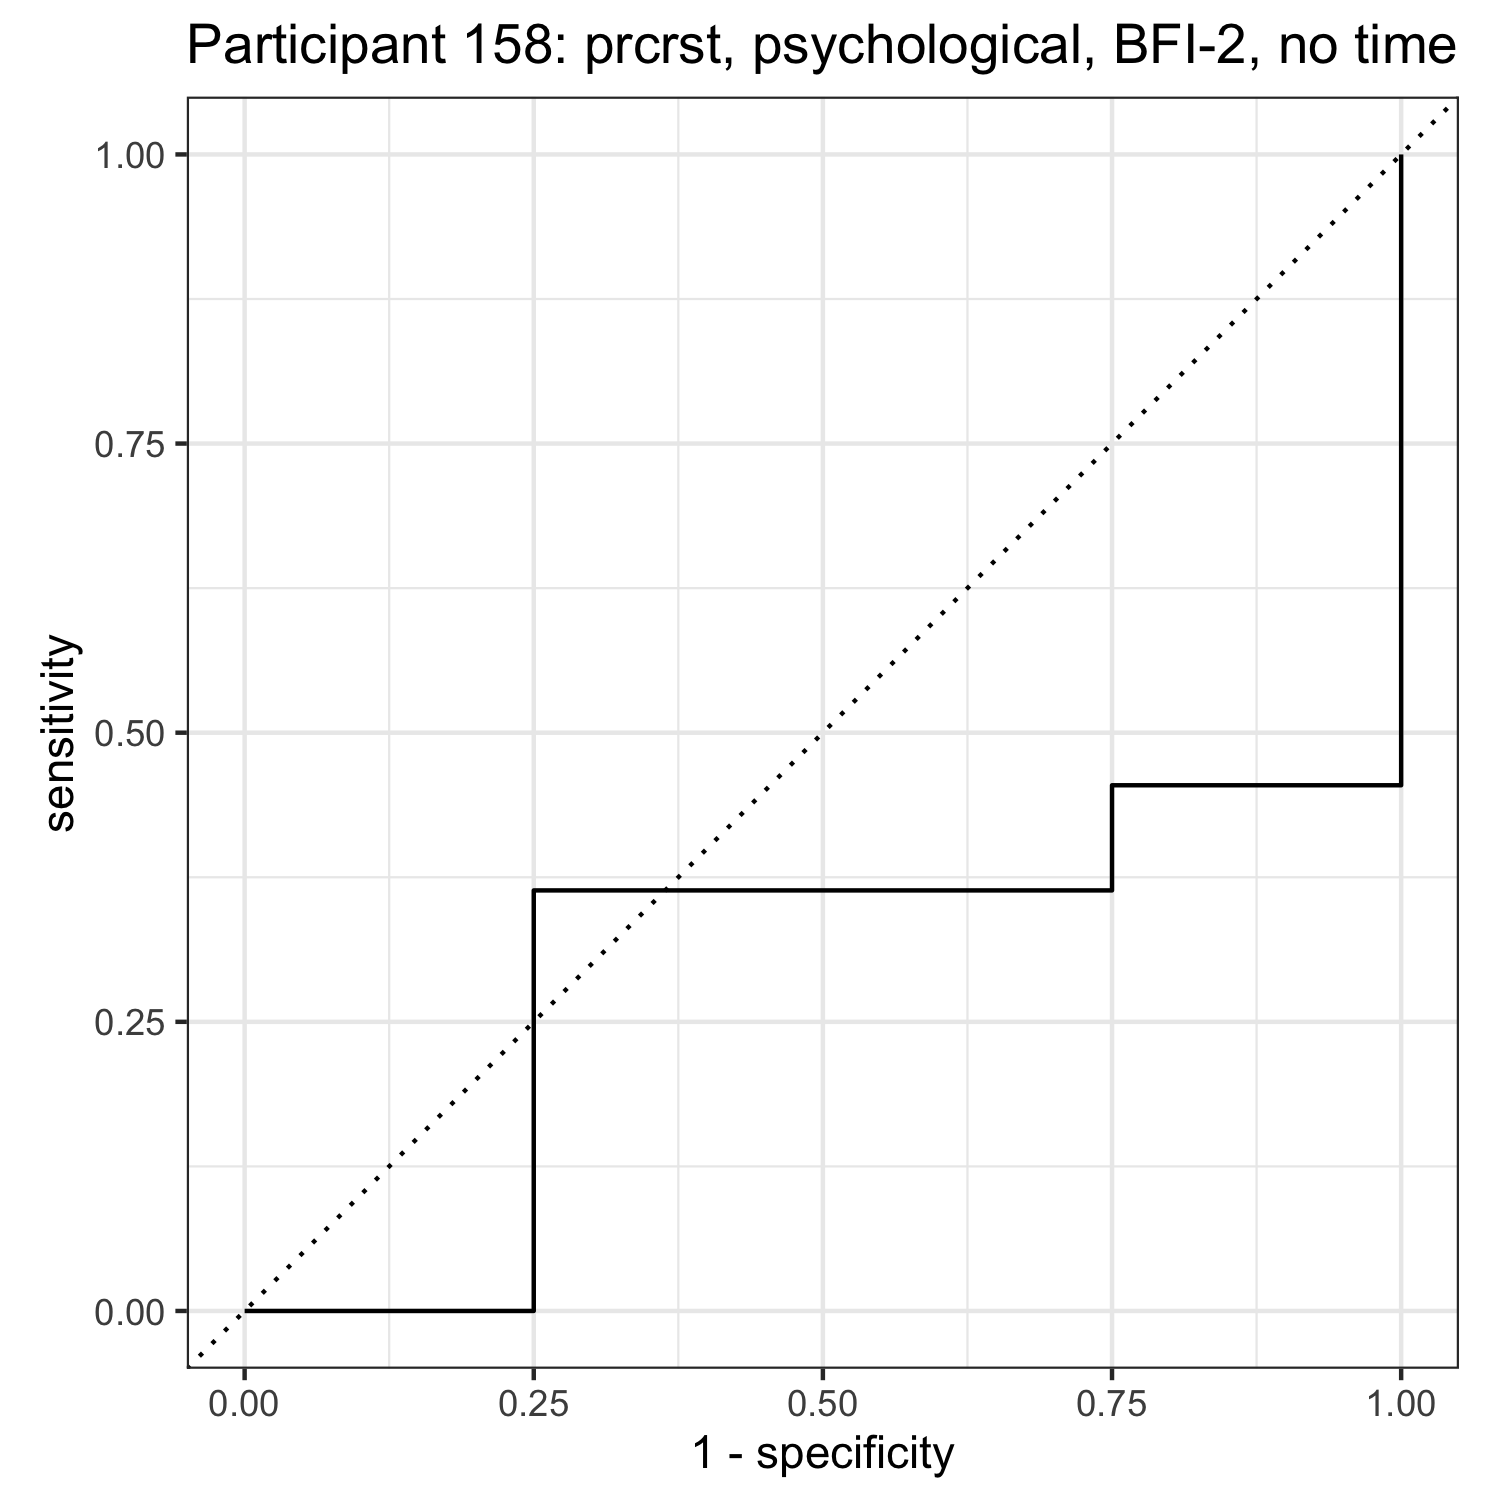 Participant 158: prcrst, psychological, BFI-2, no time
1.00
0.75
0.50
0.25
0.00
sensitivity
0.00 0.25 0.50 0.75 1.00
1 - specificity